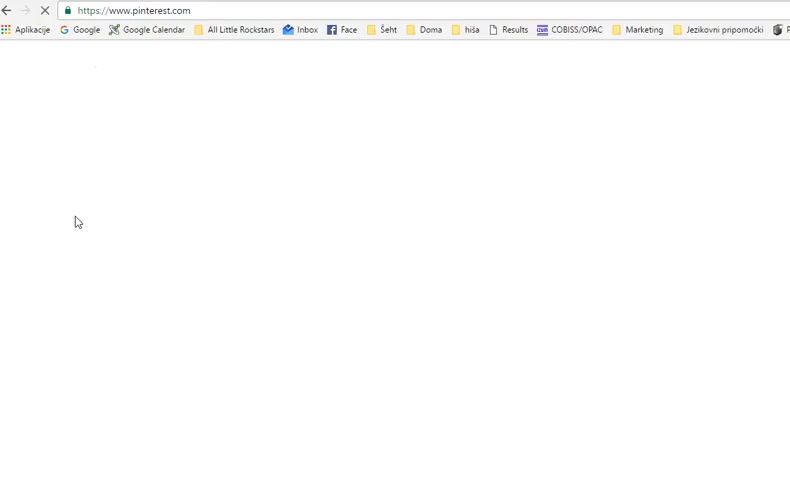 https://www.pinterest.com
Aplikacije Google Google Calendar All Little Rockstars Inbox Face Šeht Doma hiša Results COBISS/OPAC Marketing Jezikovni pripomočki P